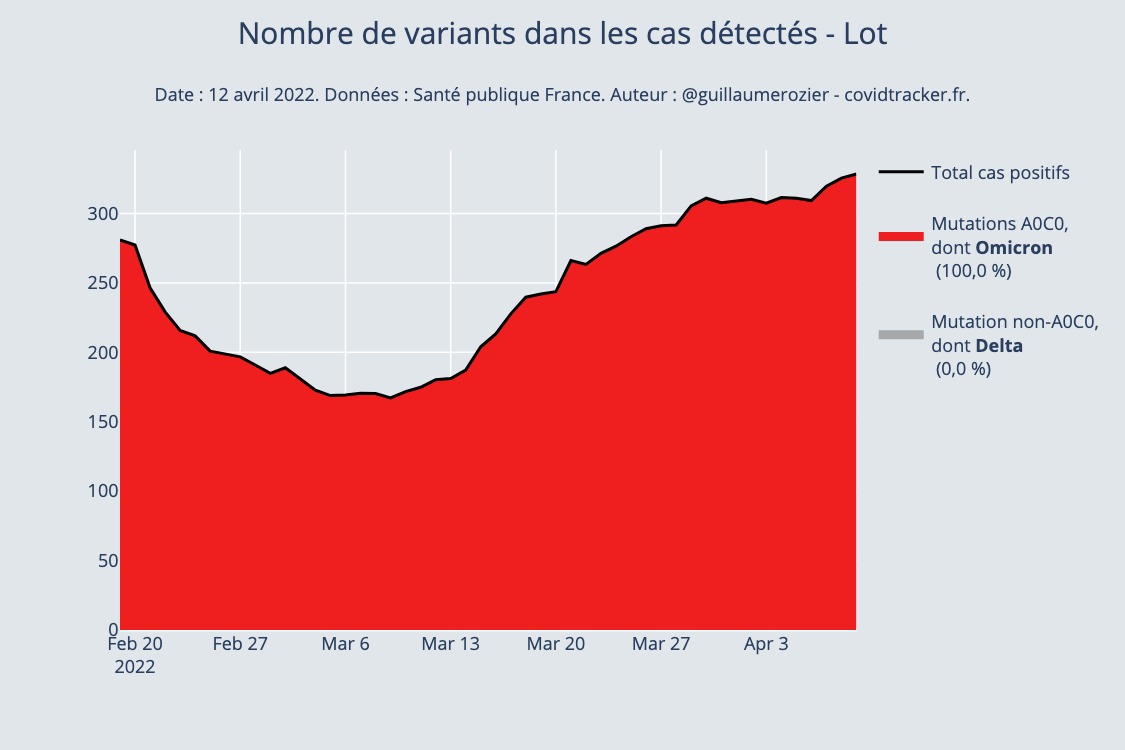 Nombre de variants dans les cas détectés - Lot
Date : 12 avril 2022. Données : Santé publique France. Auteur : @guillaumerozier - covidtracker.fr.
Total cas positifs
Mutations A0C0,
dont Omicron
(100,0 %)
Mutation non-A0C0,
dont Delta
(0,0 %)
300
250
200
150
100
50
0
Feb 20 Feb 27 Mar 6 Mar 13 Mar 20 Mar 27 Apr 3
2022